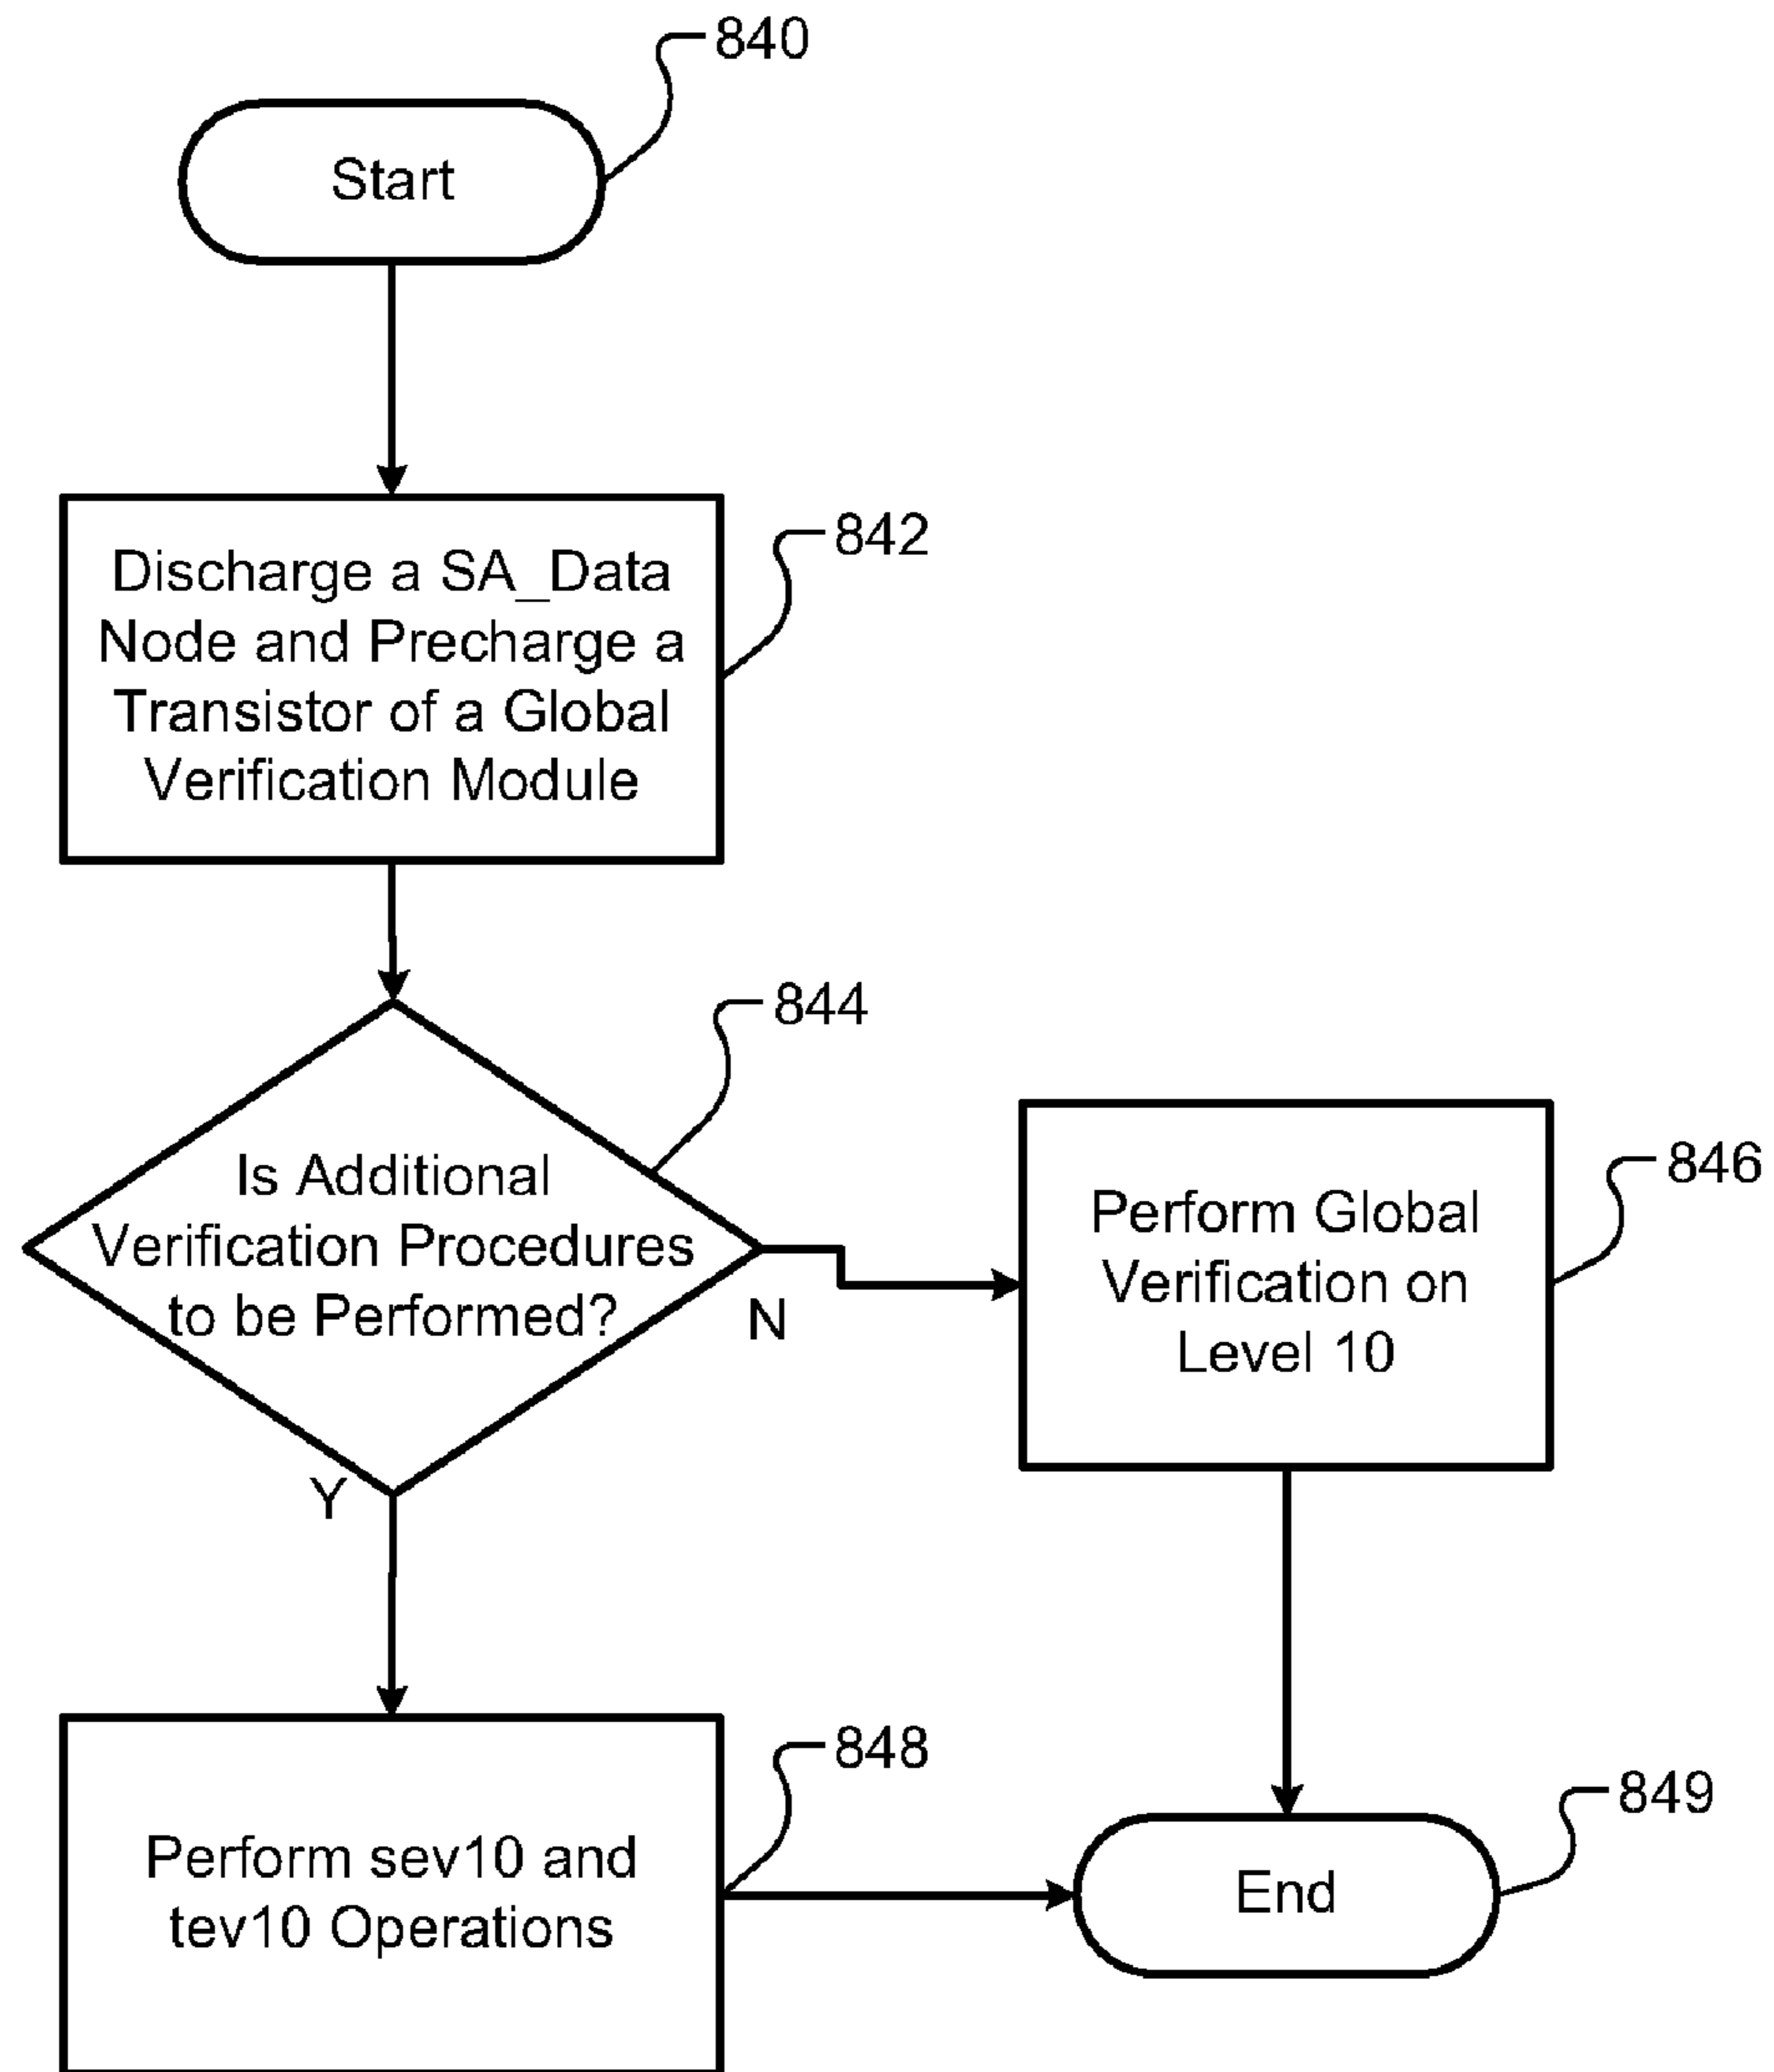 840
Start
842
Discharge a SA_Data
Node and Precharge a
Transistor of a Global
Verification Module
844
Is Additional
Verification Procedures
to be Performed?
N
Y
846
Perform Global
Verification on
Level 10
848
Perform sev10 and
tev10 Operations
849
End